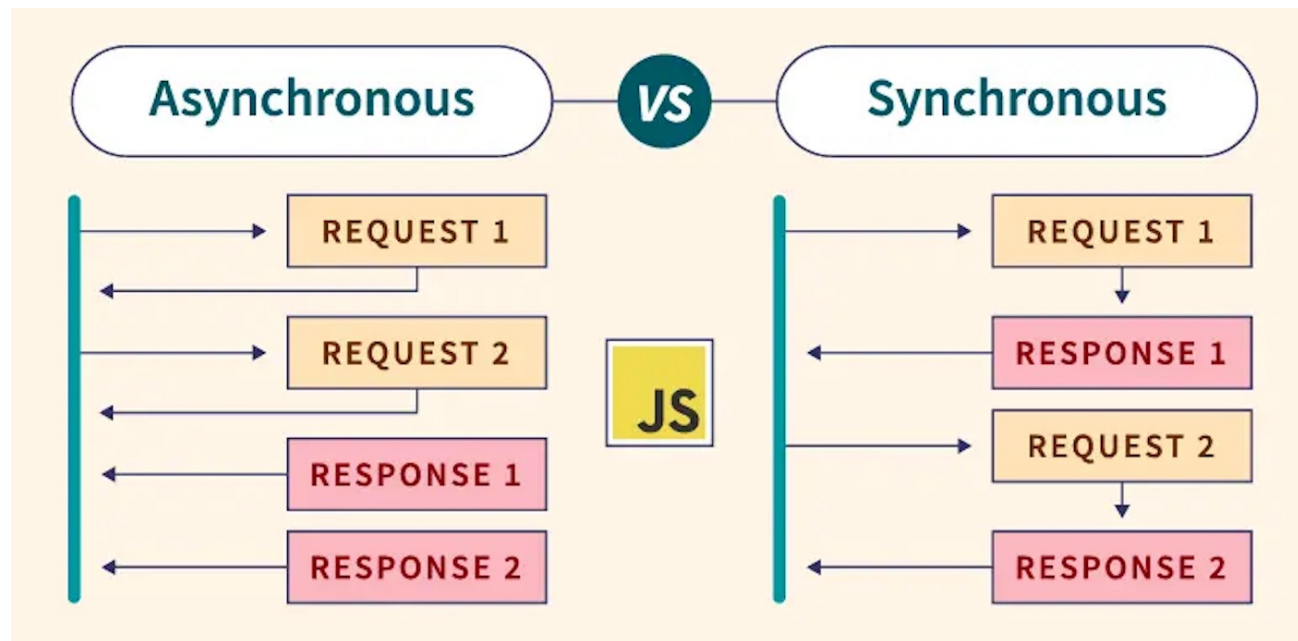 Asynchronous
VS
Synchronous
REQUEST 1
REQUEST 2
RESPONSE 1
RESPONSE 2
JS
REQUEST 1
RESPONSE 1
REQUEST 2
RESPONSE 2